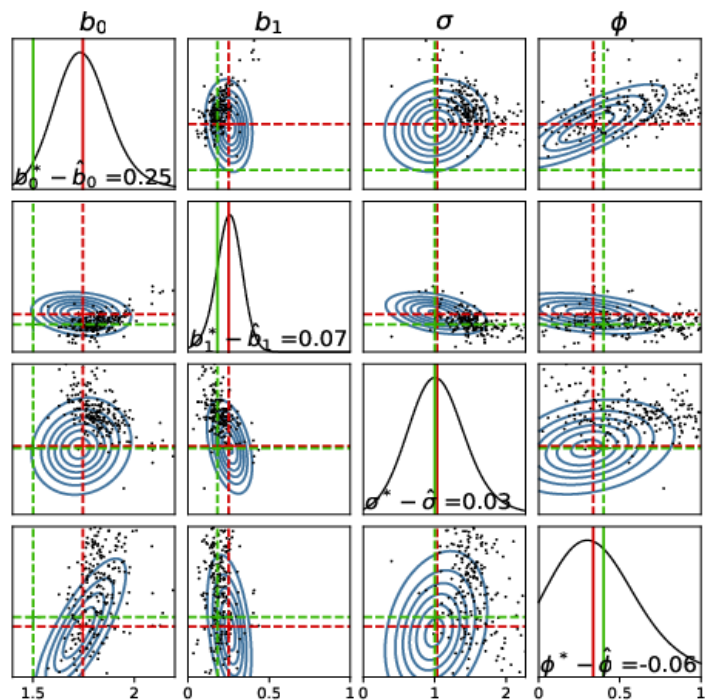 b₀ b₁ σ ϕ
b₀* − b̂₀ =0.25
b₁* − b̂₁ =0.07
σ* − σ̂ =0.03
ϕ* − ϕ̂ =-0.06
1.5 2 0 0.5 1 0 1 2 0 0.5 1